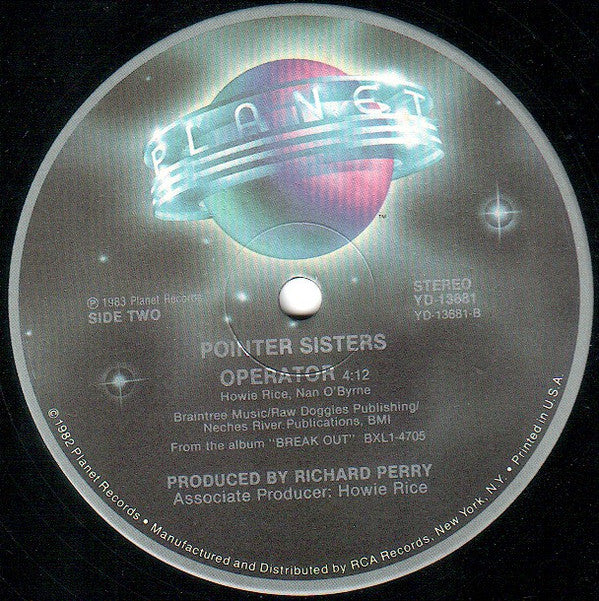 PLANET
™
℗ 1983 Planet Records
SIDE TWO
STEREO
YD-13681
YD-13681-B
POINTER SISTERS
OPERATOR 4:12
Howie Rice, Nan O'Byrne
Braintree Music/Raw Doggies Publishing/
Neches River Publications, BMI
From the album "BREAK OUT" BXL1-4705
PRODUCED BY RICHARD PERRY
Associate Producer: Howie Rice
©1982 Planet Records • Manufactured and Distributed by RCA Records, New York, N.Y. • Printed in U.S.A.